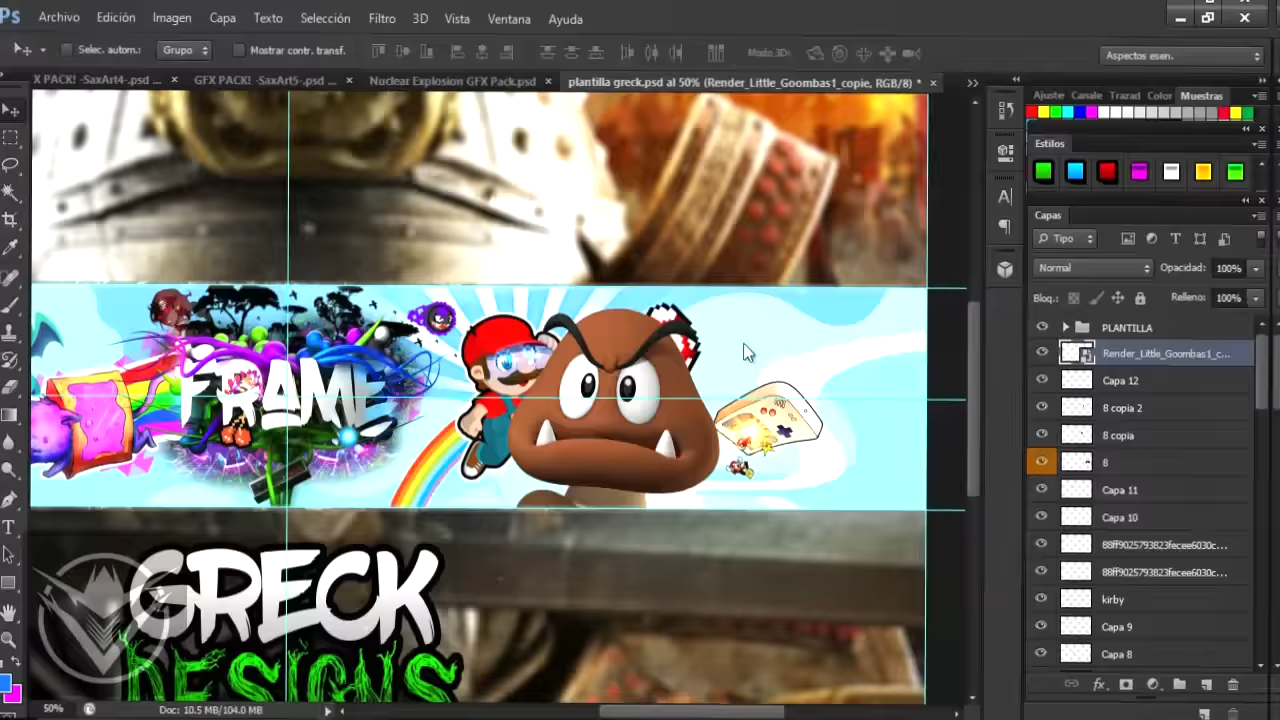 Ps Archivo Edición Imagen Capa Texto Selección Filtro 3D Vista Ventana Ayuda
Selec. autom.: Grupo Mostrar contr. transf. Modo 3D: Aspectos esen.
X PACK! -SaxArt4-.psd ... × GFX PACK! -SaxArt5-.psd ... × Nuclear Explosion GFX Pack.psd × plantilla greck.psd al 50% (Render_Little_Goombas1_copie, RGB/8) * ×
Ajuste Canale Trazad Color Muestras
Estilos
Capas
Tipo
Normal Opacidad: 100%
Bloq.: Relleno: 100%
PLANTILLA
Render_Little_Goombas1_c...
Capa 12
8 copia 2
8 copia
8
Capa 11
Capa 10
88ff9025793823fecee6030c...
88ff9025793823fecee6030c...
kirby
Capa 9
Capa 8
FRAME
GRECK
DESIGNS
50% Doc: 10.5 MB/104.0 MB